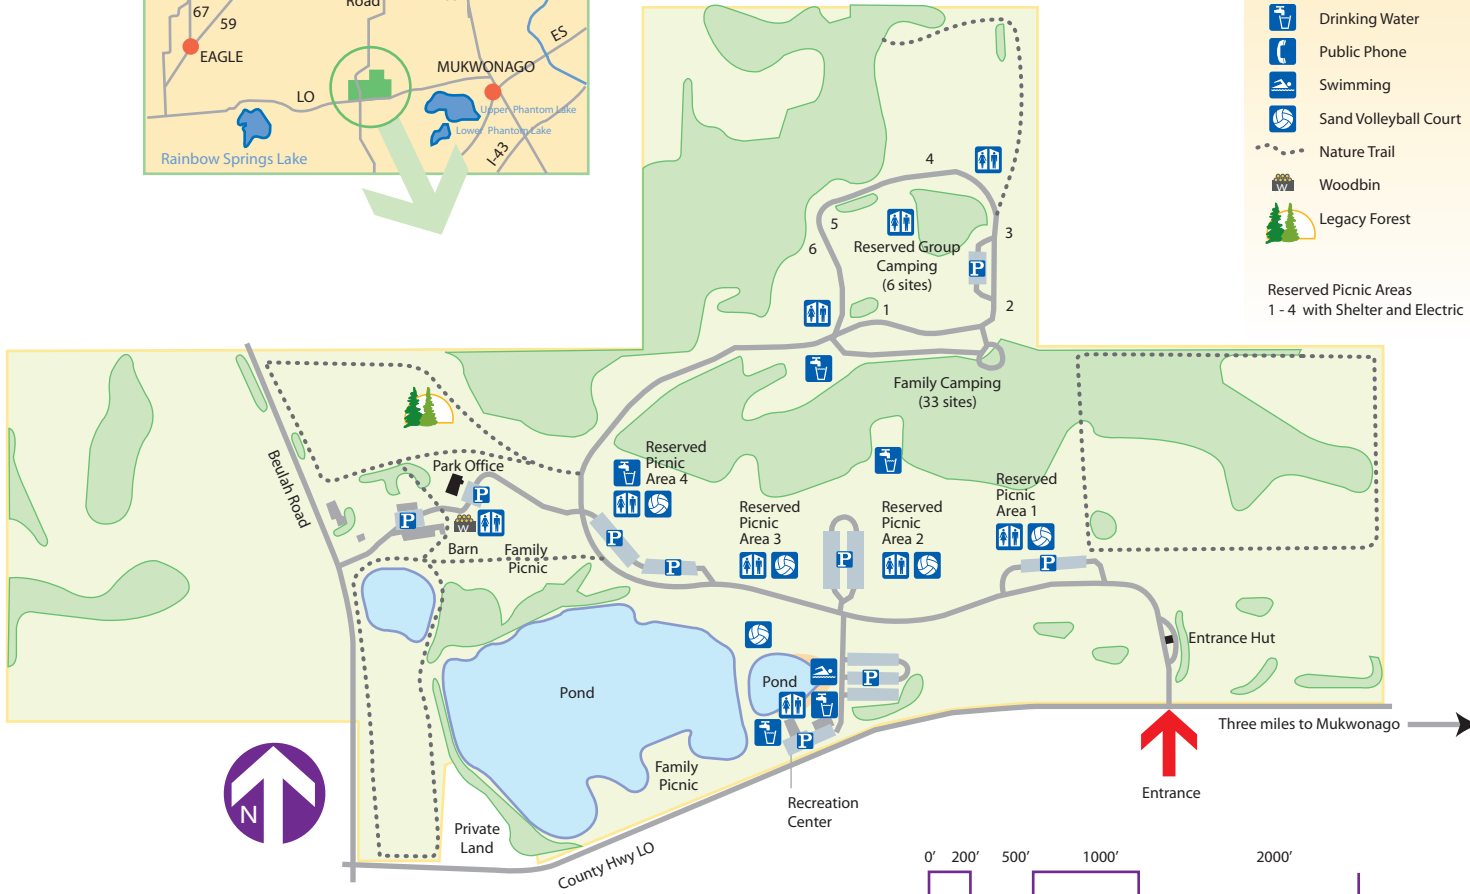 Road
67
59
EAGLE
ES
MUKWONAGO
LO
Upper Phantom Lake
Lower Phantom Lake
I-43
Rainbow Springs Lake
Drinking Water
Public Phone
Swimming
Sand Volleyball Court
Nature Trail
W
Woodbin
Legacy Forest
Reserved Picnic Areas
1 - 4 with Shelter and Electric
4
5
3
6
Reserved Group
Camping
(6 sites)
P
2
1
Family Camping
(33 sites)
Beulah Road
Park Office
P
P
W
Barn
Family
Picnic
Reserved
Picnic
Area 4
P
P
Reserved
Picnic
Area 3
P
Reserved
Picnic
Area 2
Reserved
Picnic
Area 1
P
Entrance Hut
Pond
Pond
P
P
Three miles to Mukwonago
Family
Picnic
Entrance
Recreation
Center
N
Private
Land
County Hwy LO
0' 200' 500' 1000' 2000'